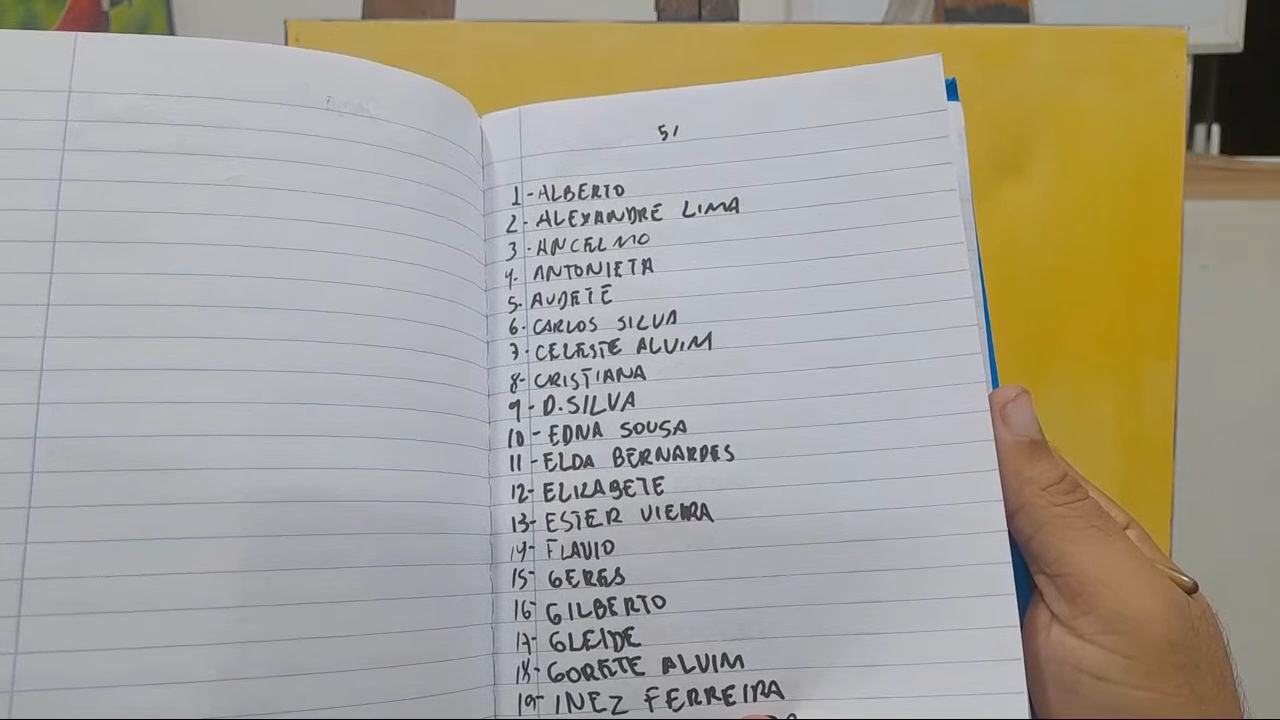 51
1-ALBERTO
2-ALEXANDRE LIMA
3-ANCELMO
4-ANTONIETA
5-AUDETE
6-CARLOS SILVA
7-CELESTE ALVIM
8-CRISTIANA
9-D.SILVA
10-EDNA SOUSA
11-ELDA BERNARDES
12-ELIZABETE
13-ESTER VIEIRA
14-FLAVIO
15-GERES
16-GILBERTO
17-GLEIDE
18-GORETE ALVIM
19-INEZ FERREIRA